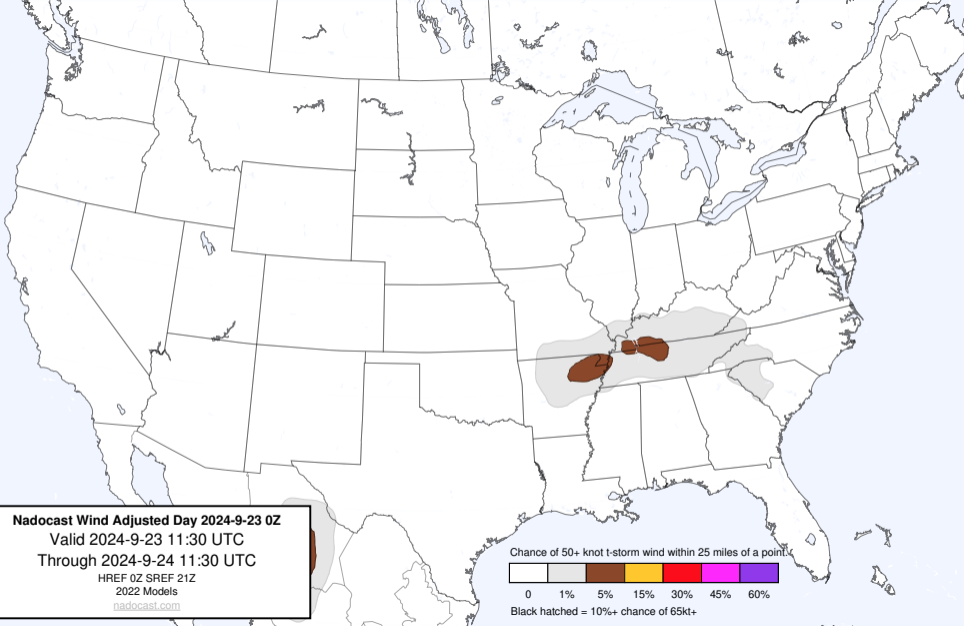 Nadocast Wind Adjusted Day 2024-9-23 0Z
Valid 2024-9-23 11:30 UTC
Through 2024-9-24 11:30 UTC
HREF 0Z SREF 21Z
2022 Models
nadocast.com
Chance of 50+ knot t-storm wind within 25 miles of a point.
0 1% 5% 15% 30% 45% 60%
Black hatched = 10%+ chance of 65kt+